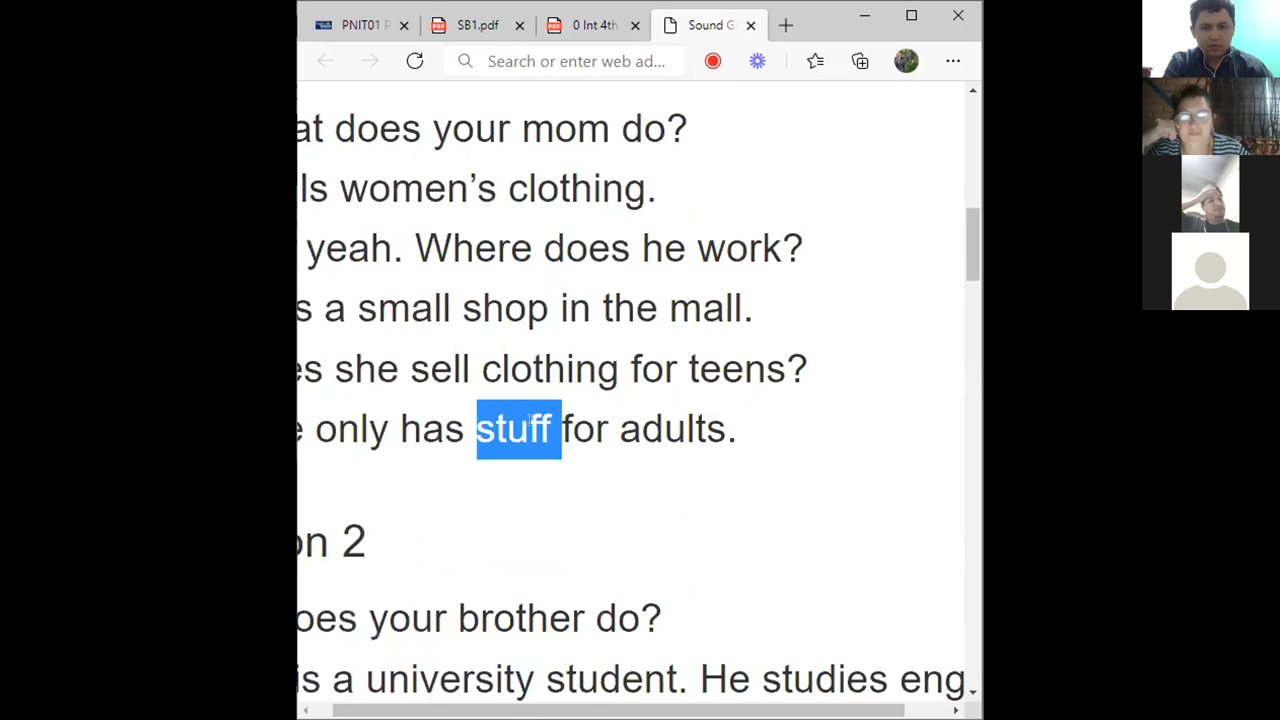 PNIT01 P
SB1.pdf
0 Int 4th
Sound G
Search or enter web ad...
at does your mom do?
ls women’s clothing.
yeah. Where does he work?
s a small shop in the mall.
es she sell clothing for teens?
e only has stuff for adults.
on 2
oes your brother do?
is a university student. He studies eng